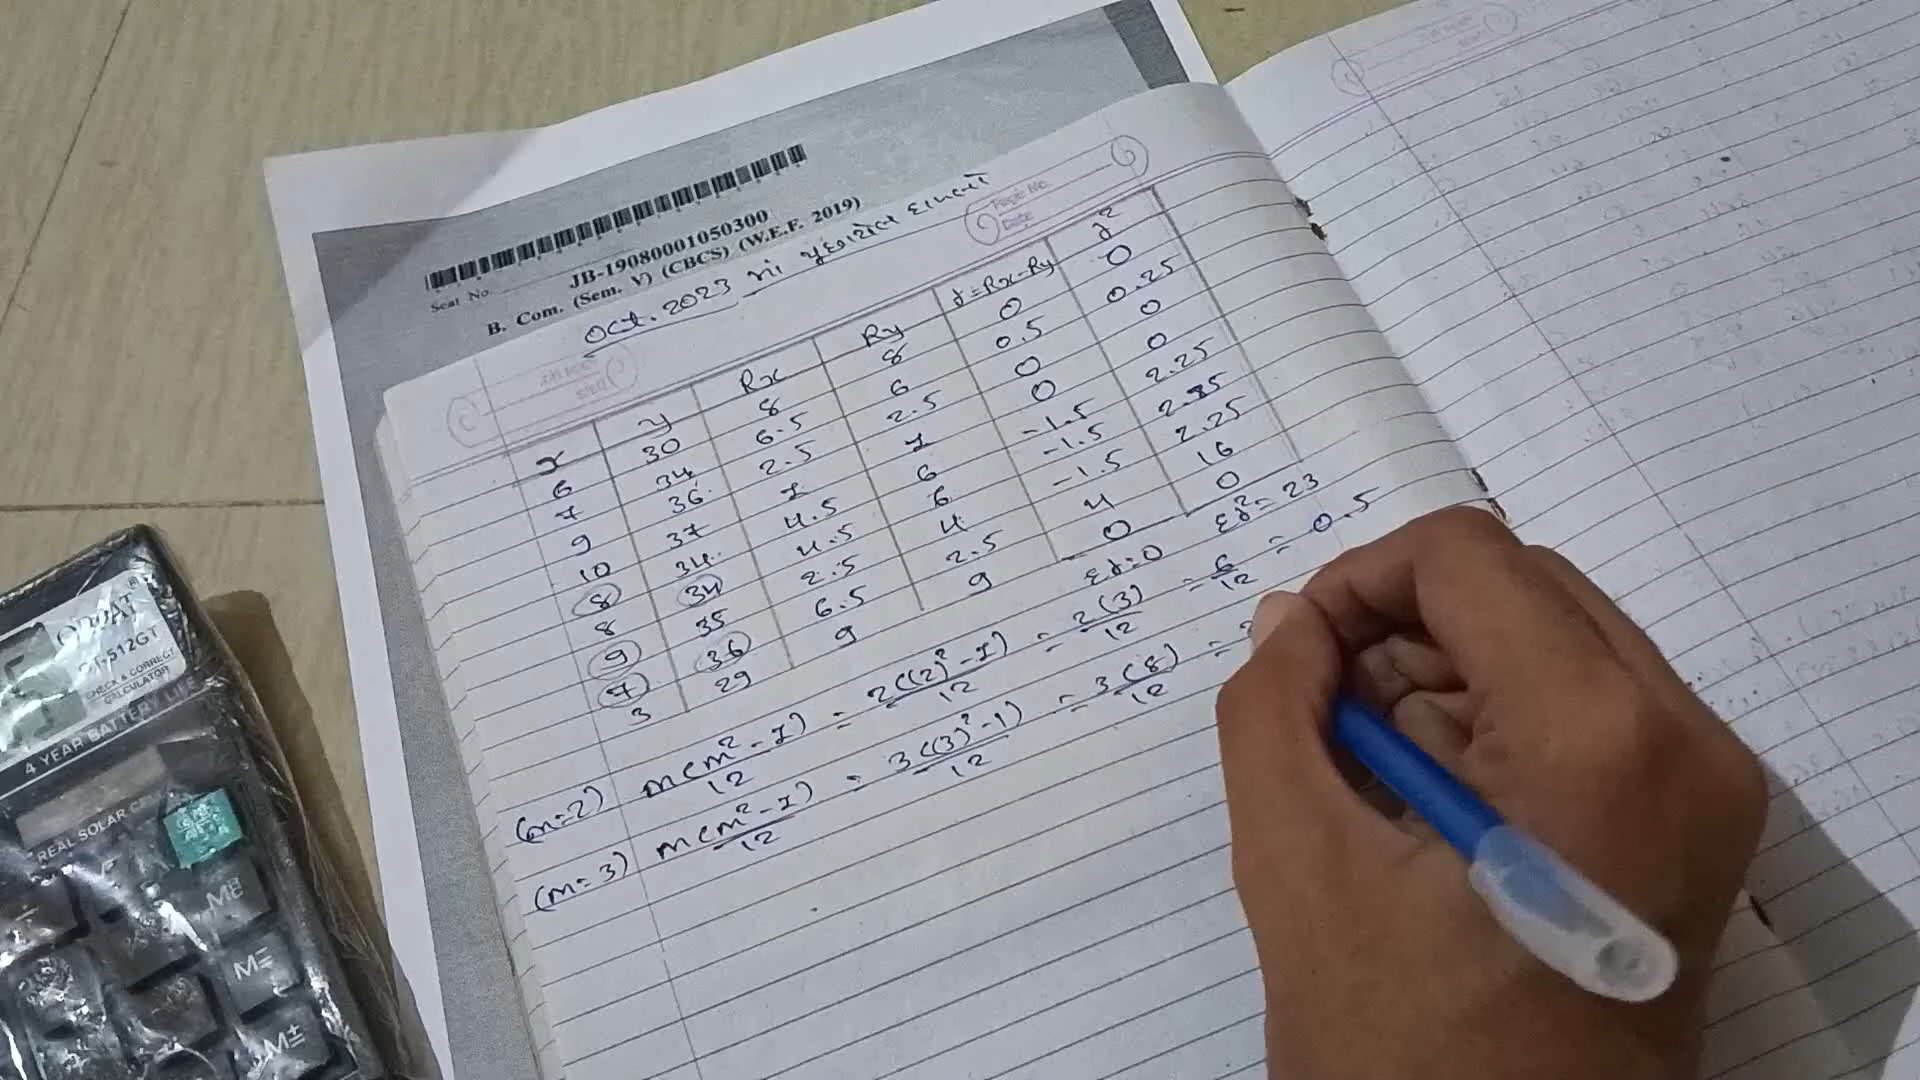 JB-19080001050300
Seat No.
B. Com. (Sem. V) (CBCS) (W.E.F. 2019)
Oct. 2023 નાં પુછાયેલ દાખલો
Page No.
Date
x y Rx Ry d=Rx-Ry d²
6 30 8 8 0 0
7 34 6.5 6 0.5 0.25
9 36 2.5 2.5 0 0
10 37 1 1 0 0
8 34 4.5 6 -1.5 2.25
8 34 4.5 6 -1.5 2.25
9 35 2.5 4 -1.5 2.25
7 36 6.5 2.5 4 16
3 29 9 9 0 0
Σd=0 Σd²=23
(m=2) m(m²-1)/12 = 2((2)²-1)/12 = 2(3)/12 = 6/12 = 0.5
(m=3) m(m²-1)/12 = 3((3)²-1)/12 = 3(8)/12 =
ORPAT
OT-512GT
CHECK & CORRECT
CALCULATOR
4 YEAR BATTERY LIFE
REAL SOLAR CELL
M=
M±